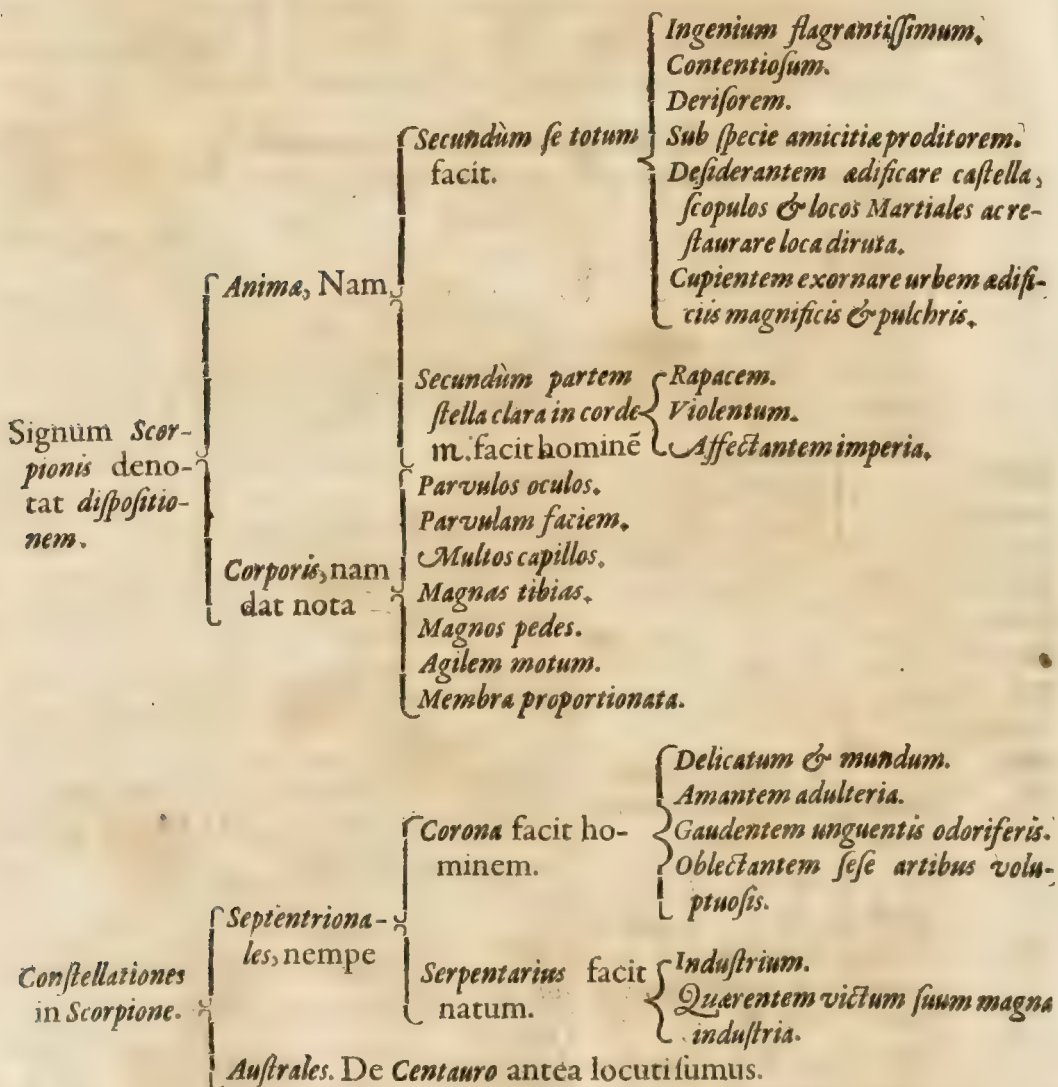 Ingenium flagrantiſſimum.
Contentioſum.
Deriſorem.
Sub ſpecie amicitiæ proditorem.
Deſiderantem ædificare caſtella,
ſcopulos & locos Martiales ac re-
ſtaurare loca diruta.
Cupientem exornare urbem ædifi-
ciis magnificis & pulchris.
Secundùm ſe totum
facit.
Animæ, Nam
Secundùm partem
ſtella clara in corde
♏. facit hominẽ
Rapacem.
Violentum.
Affectantem imperia.
Signum Scor-
pionis deno-
tat diſpoſitio-
nem.
Corporis, nam
dat nota
Parvulos oculos.
Parvulam faciem.
Multos capillos.
Magnas tibias.
Magnos pedes.
Agilem motum.
Membra proportionata.
Conſtellationes
in Scorpione.
Septentriona-
les, nempe
Corona facit ho-
minem.
Delicatum & mundum.
Amantem adulteria.
Gaudentem unguentis odoriferis.
Oblectantem ſeſe artibus volu-
ptuoſis.
Serpentarius facit
natum.
Induſtrium.
Quærentem victum ſuum magna
induſtria.
Auſtrales. De Centauro antea locuti ſumus.